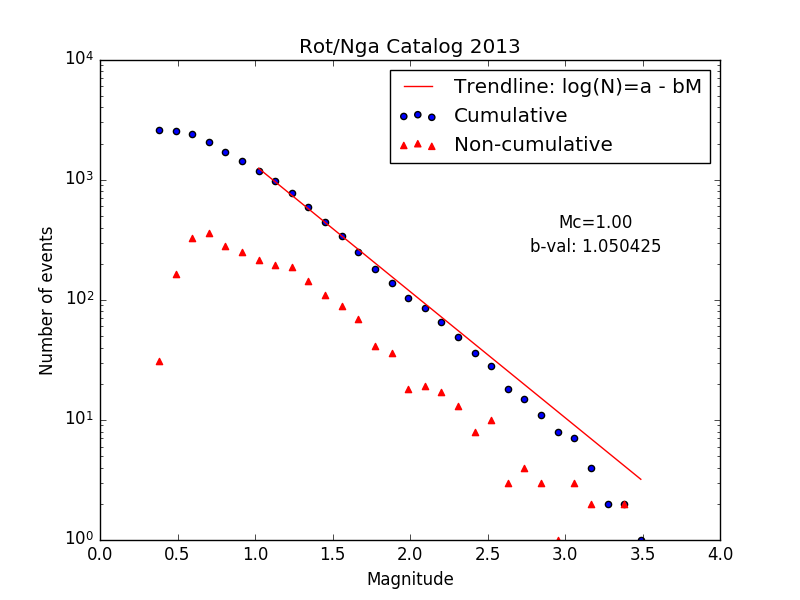 Rot/Nga Catalog 2013
Trendline: log(N)=a - bM
Cumulative
Non-cumulative
Mc=1.00
b-val: 1.050425
Number of events
10^4
10^3
10^2
10^1
10^0
0.0 0.5 1.0 1.5 2.0 2.5 3.0 3.5 4.0
Magnitude